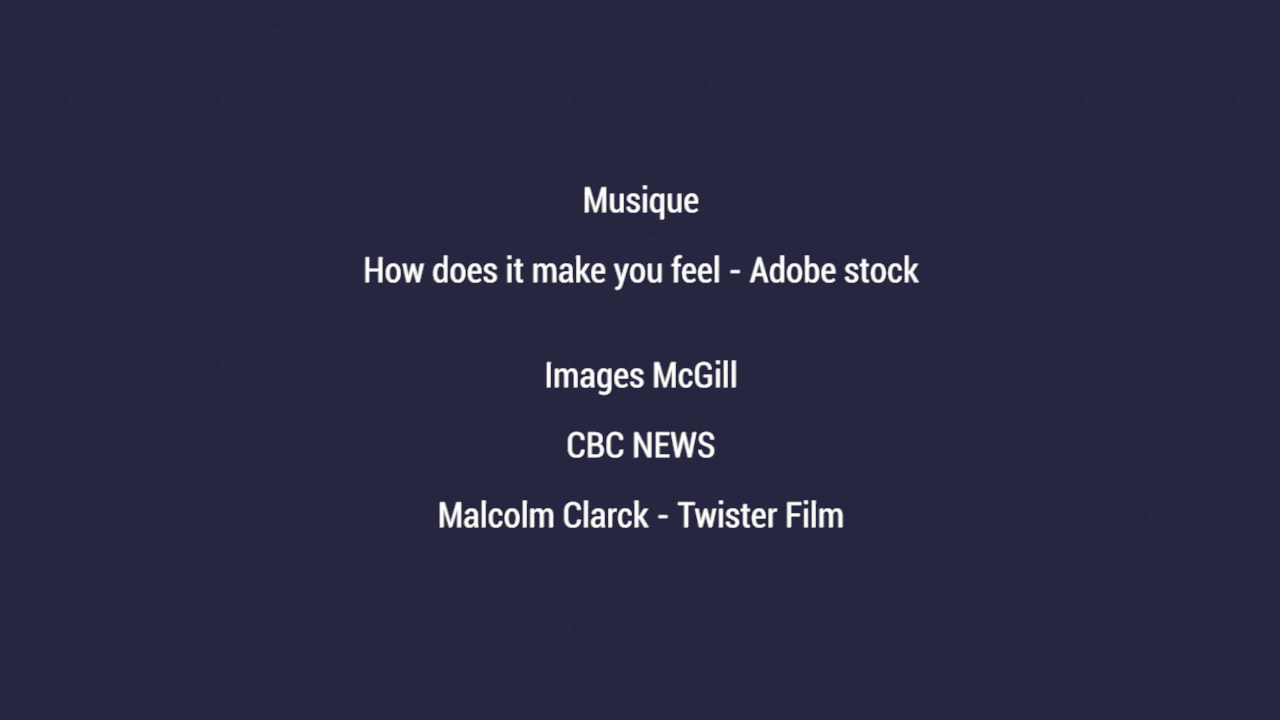 Musique
How does it make you feel - Adobe stock
Images McGill
CBC NEWS
Malcolm Clarck - Twister Film